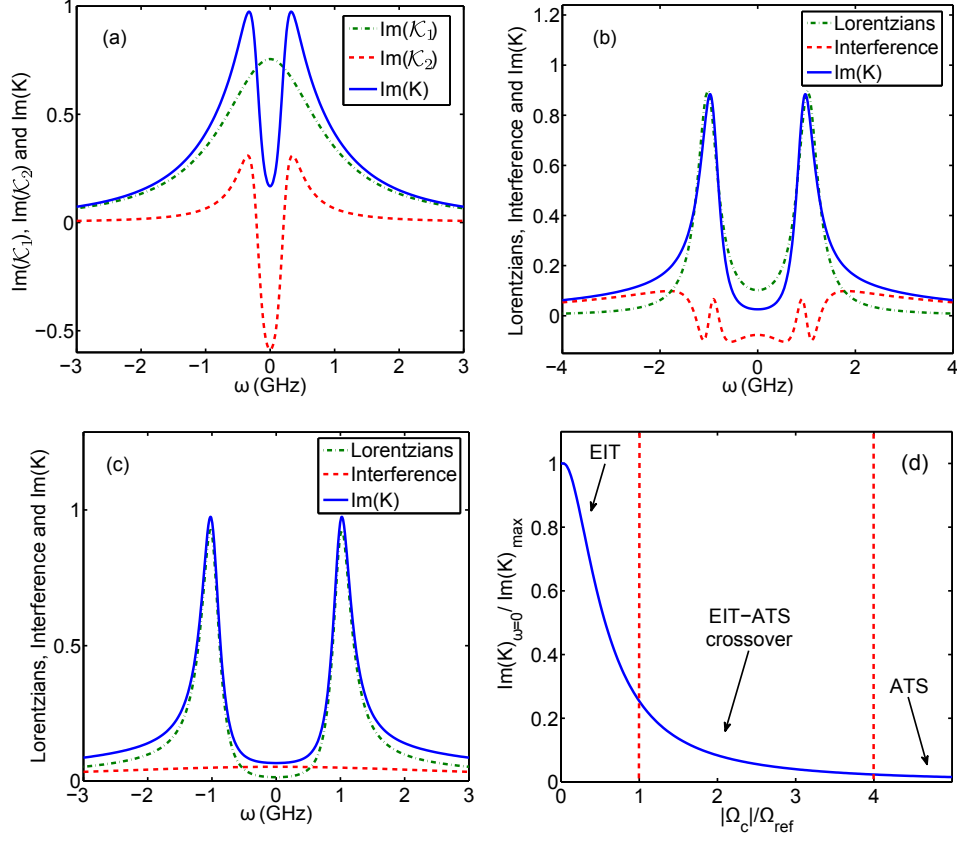 (a)
Im(𝒦₁)
Im(𝒦₂)
Im(K)
1
0.5
0
−0.5
Im(𝒦₁), Im(𝒦₂) and Im(K)
−3 −2 −1 0 1 2 3
ω (GHz)
(b)
Lorentzians
Interference
Im(K)
1.2
1
0.8
0.6
0.4
0.2
0
Lorentzians, Interference and Im(K)
−4 −2 0 2 4
ω (GHz)
(c)
Lorentzians
Interference
Im(K)
1
0.5
0
Lorentzians, Interference and Im(K)
−3 −2 −1 0 1 2 3
ω (GHz)
(d)
EIT
EIT−ATS
crossover
ATS
1
0.8
0.6
0.4
0.2
0
Im(K)ω=0/ Im(K)max
0 1 2 3 4
|Ωc|/Ωref